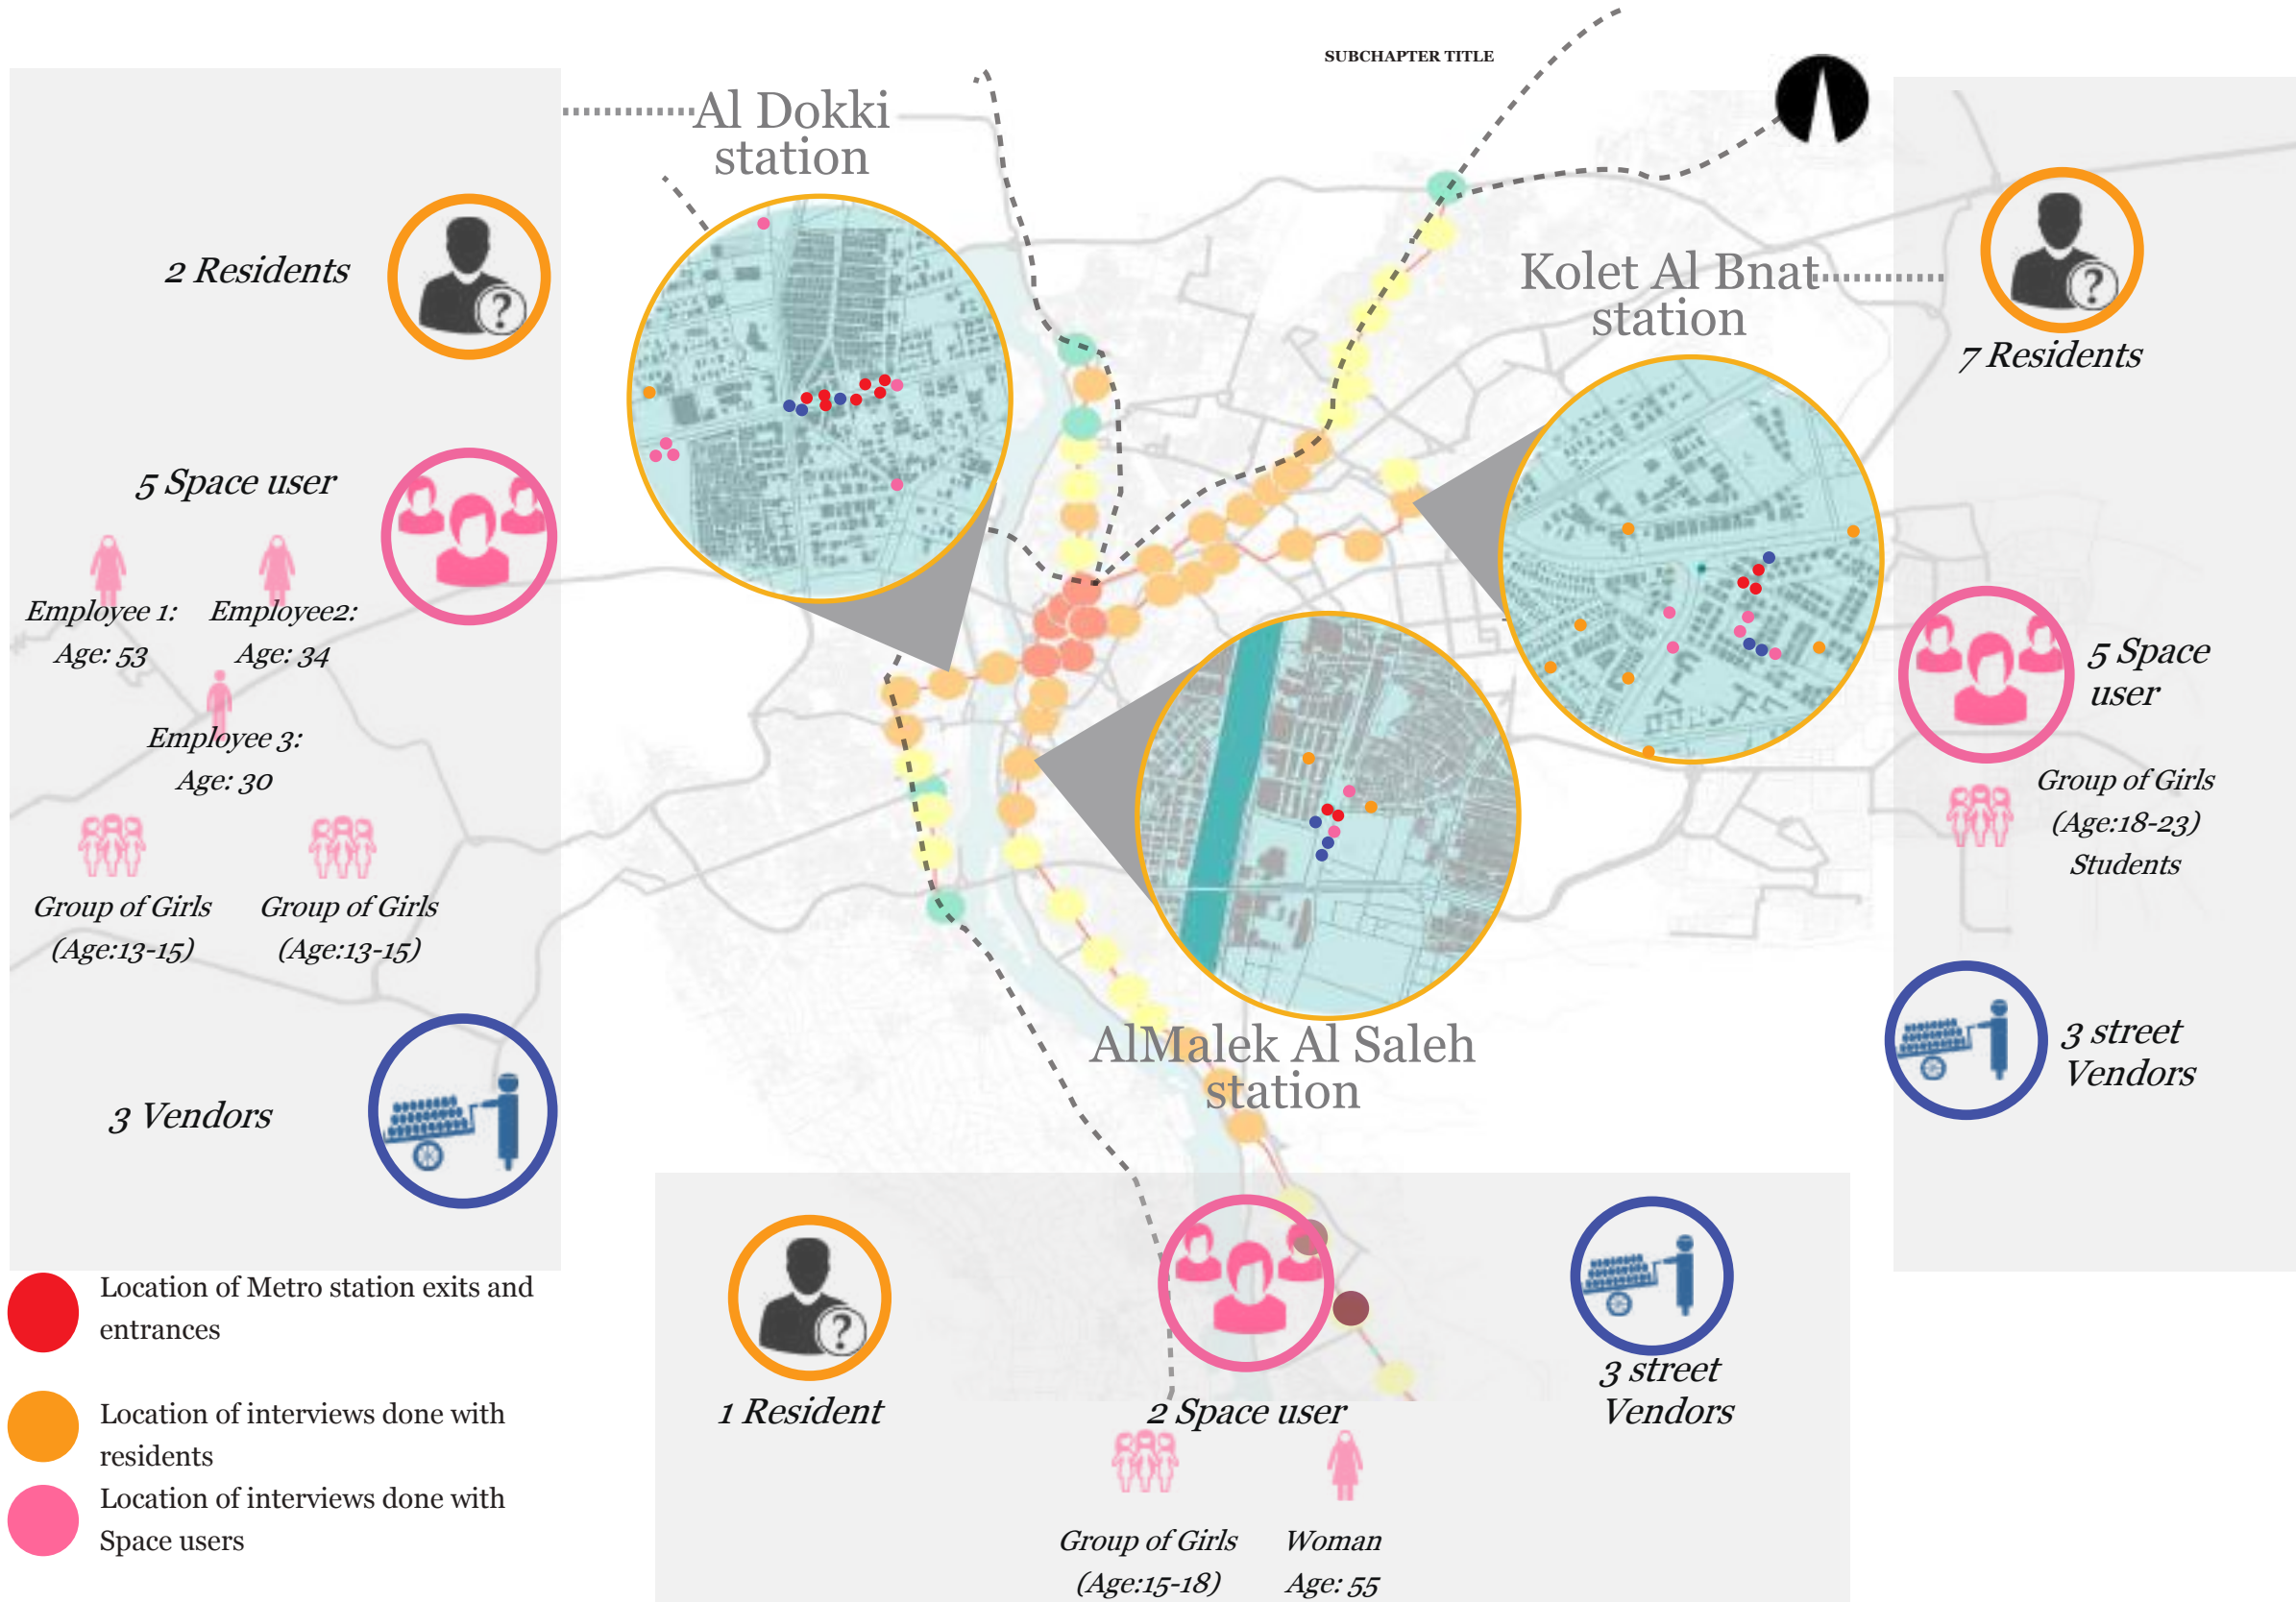 SUBCHAPTER TITLE
Al Dokki
station
2 Residents
5 Space user
Employee 1:
Age: 53
Employee2:
Age: 34
Employee 3:
Age: 30
Group of Girls
(Age:13-15)
Group of Girls
(Age:13-15)
3 Vendors
Kolet Al Bnat
station
7 Residents
5 Space
user
Group of Girls
(Age:18-23)
Students
3 street
Vendors
AlMalek Al Saleh
station
1 Resident
2 Space user
Group of Girls
(Age:15-18)
Woman
Age: 55
3 street
Vendors
Location of Metro station exits and
entrances
Location of interviews done with
residents
Location of interviews done with
Space users
?
?
?